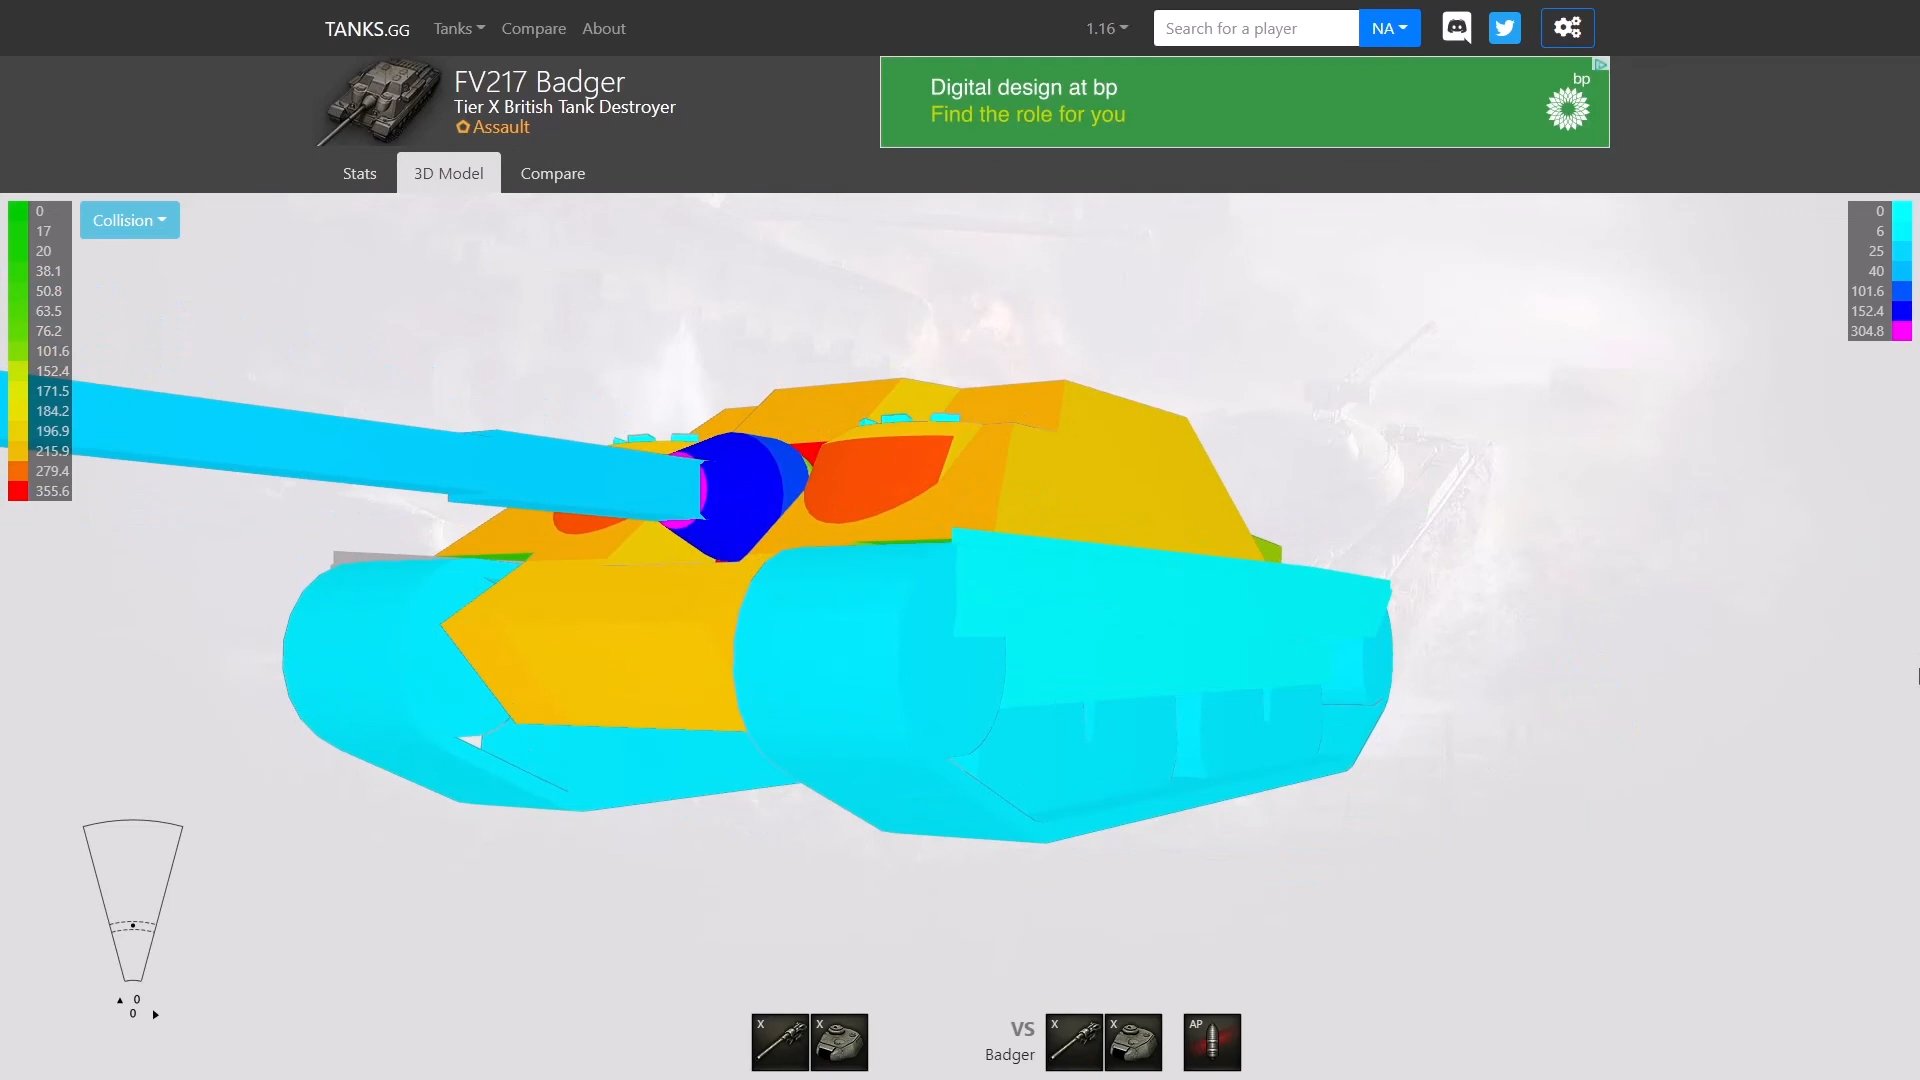 TANKS.GG Tanks Compare About 1.16 Search for a player NA
FV217 Badger
Tier X British Tank Destroyer
Assault
Digital design at bp
Find the role for you
bp
Stats 3D Model Compare
Collision
0
17
20
38.1
50.8
63.5
76.2
101.6
152.4
171.5
184.2
196.9
215.9
279.4
355.6
0
6
25
40
101.6
152.4
304.8
0
0
X X
VS
Badger
X X
AP